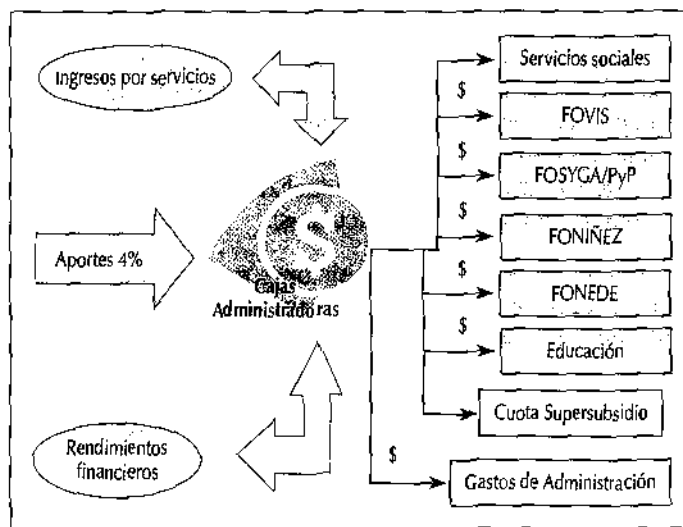 Ingresos por servicios
Aportes 4%
$
Cajas
Administradoras
Rendimientos
financieros
Servicios sociales
$
FOVIS
$
FOSYGA/PyP
$
FONIÑEZ
$
FONEDE
$
Educación
Cuota Supersubsidio
$
Gastos de Administración